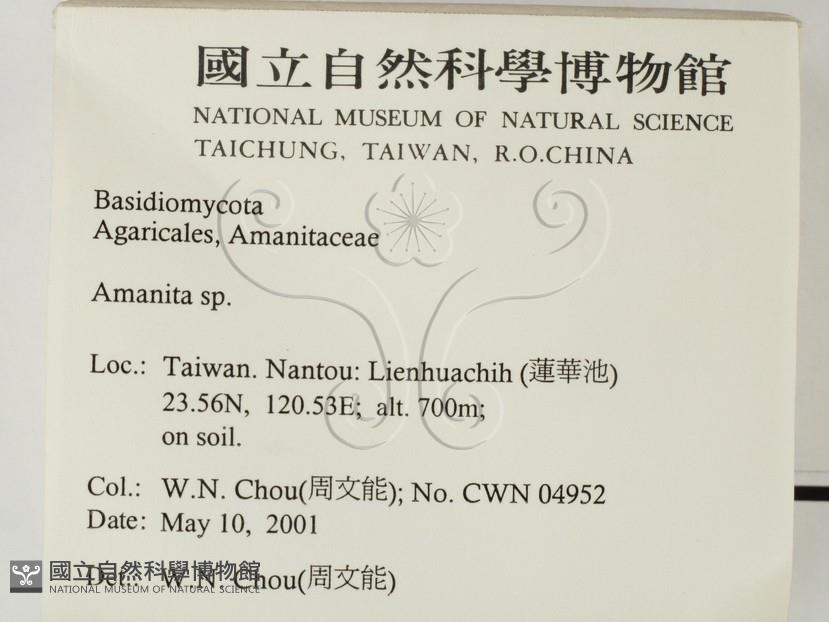 國立自然科學博物館
NATIONAL MUSEUM OF NATURAL SCIENCE
TAICHUNG, TAIWAN, R.O.CHINA
Basidiomycota
Agaricales, Amanitaceae
Amanita sp.
Loc.: Taiwan. Nantou: Lienhuachih (蓮華池)
23.56N, 120.53E; alt. 700m;
on soil.
Col.: W.N. Chou(周文能); No. CWN 04952
Date: May 10, 2001
Det.: W.N. Chou(周文能)
國立自然科學博物館
NATIONAL MUSEUM OF NATURAL SCIENCE